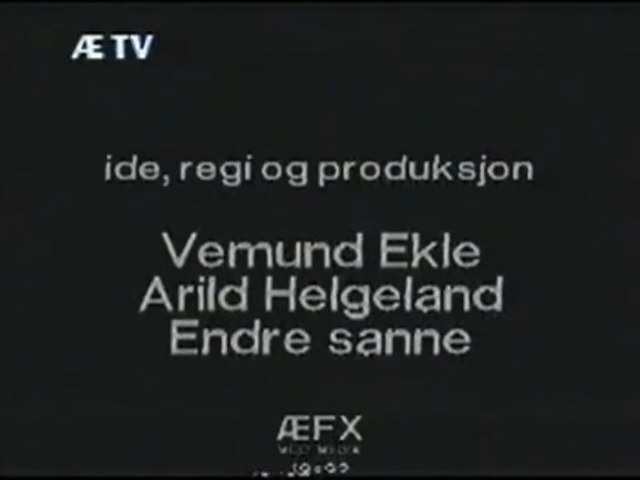 ÆTV
ide, regi og produksjon
Vemund Ekle
Arild Helgeland
Endre sanne
ÆFX